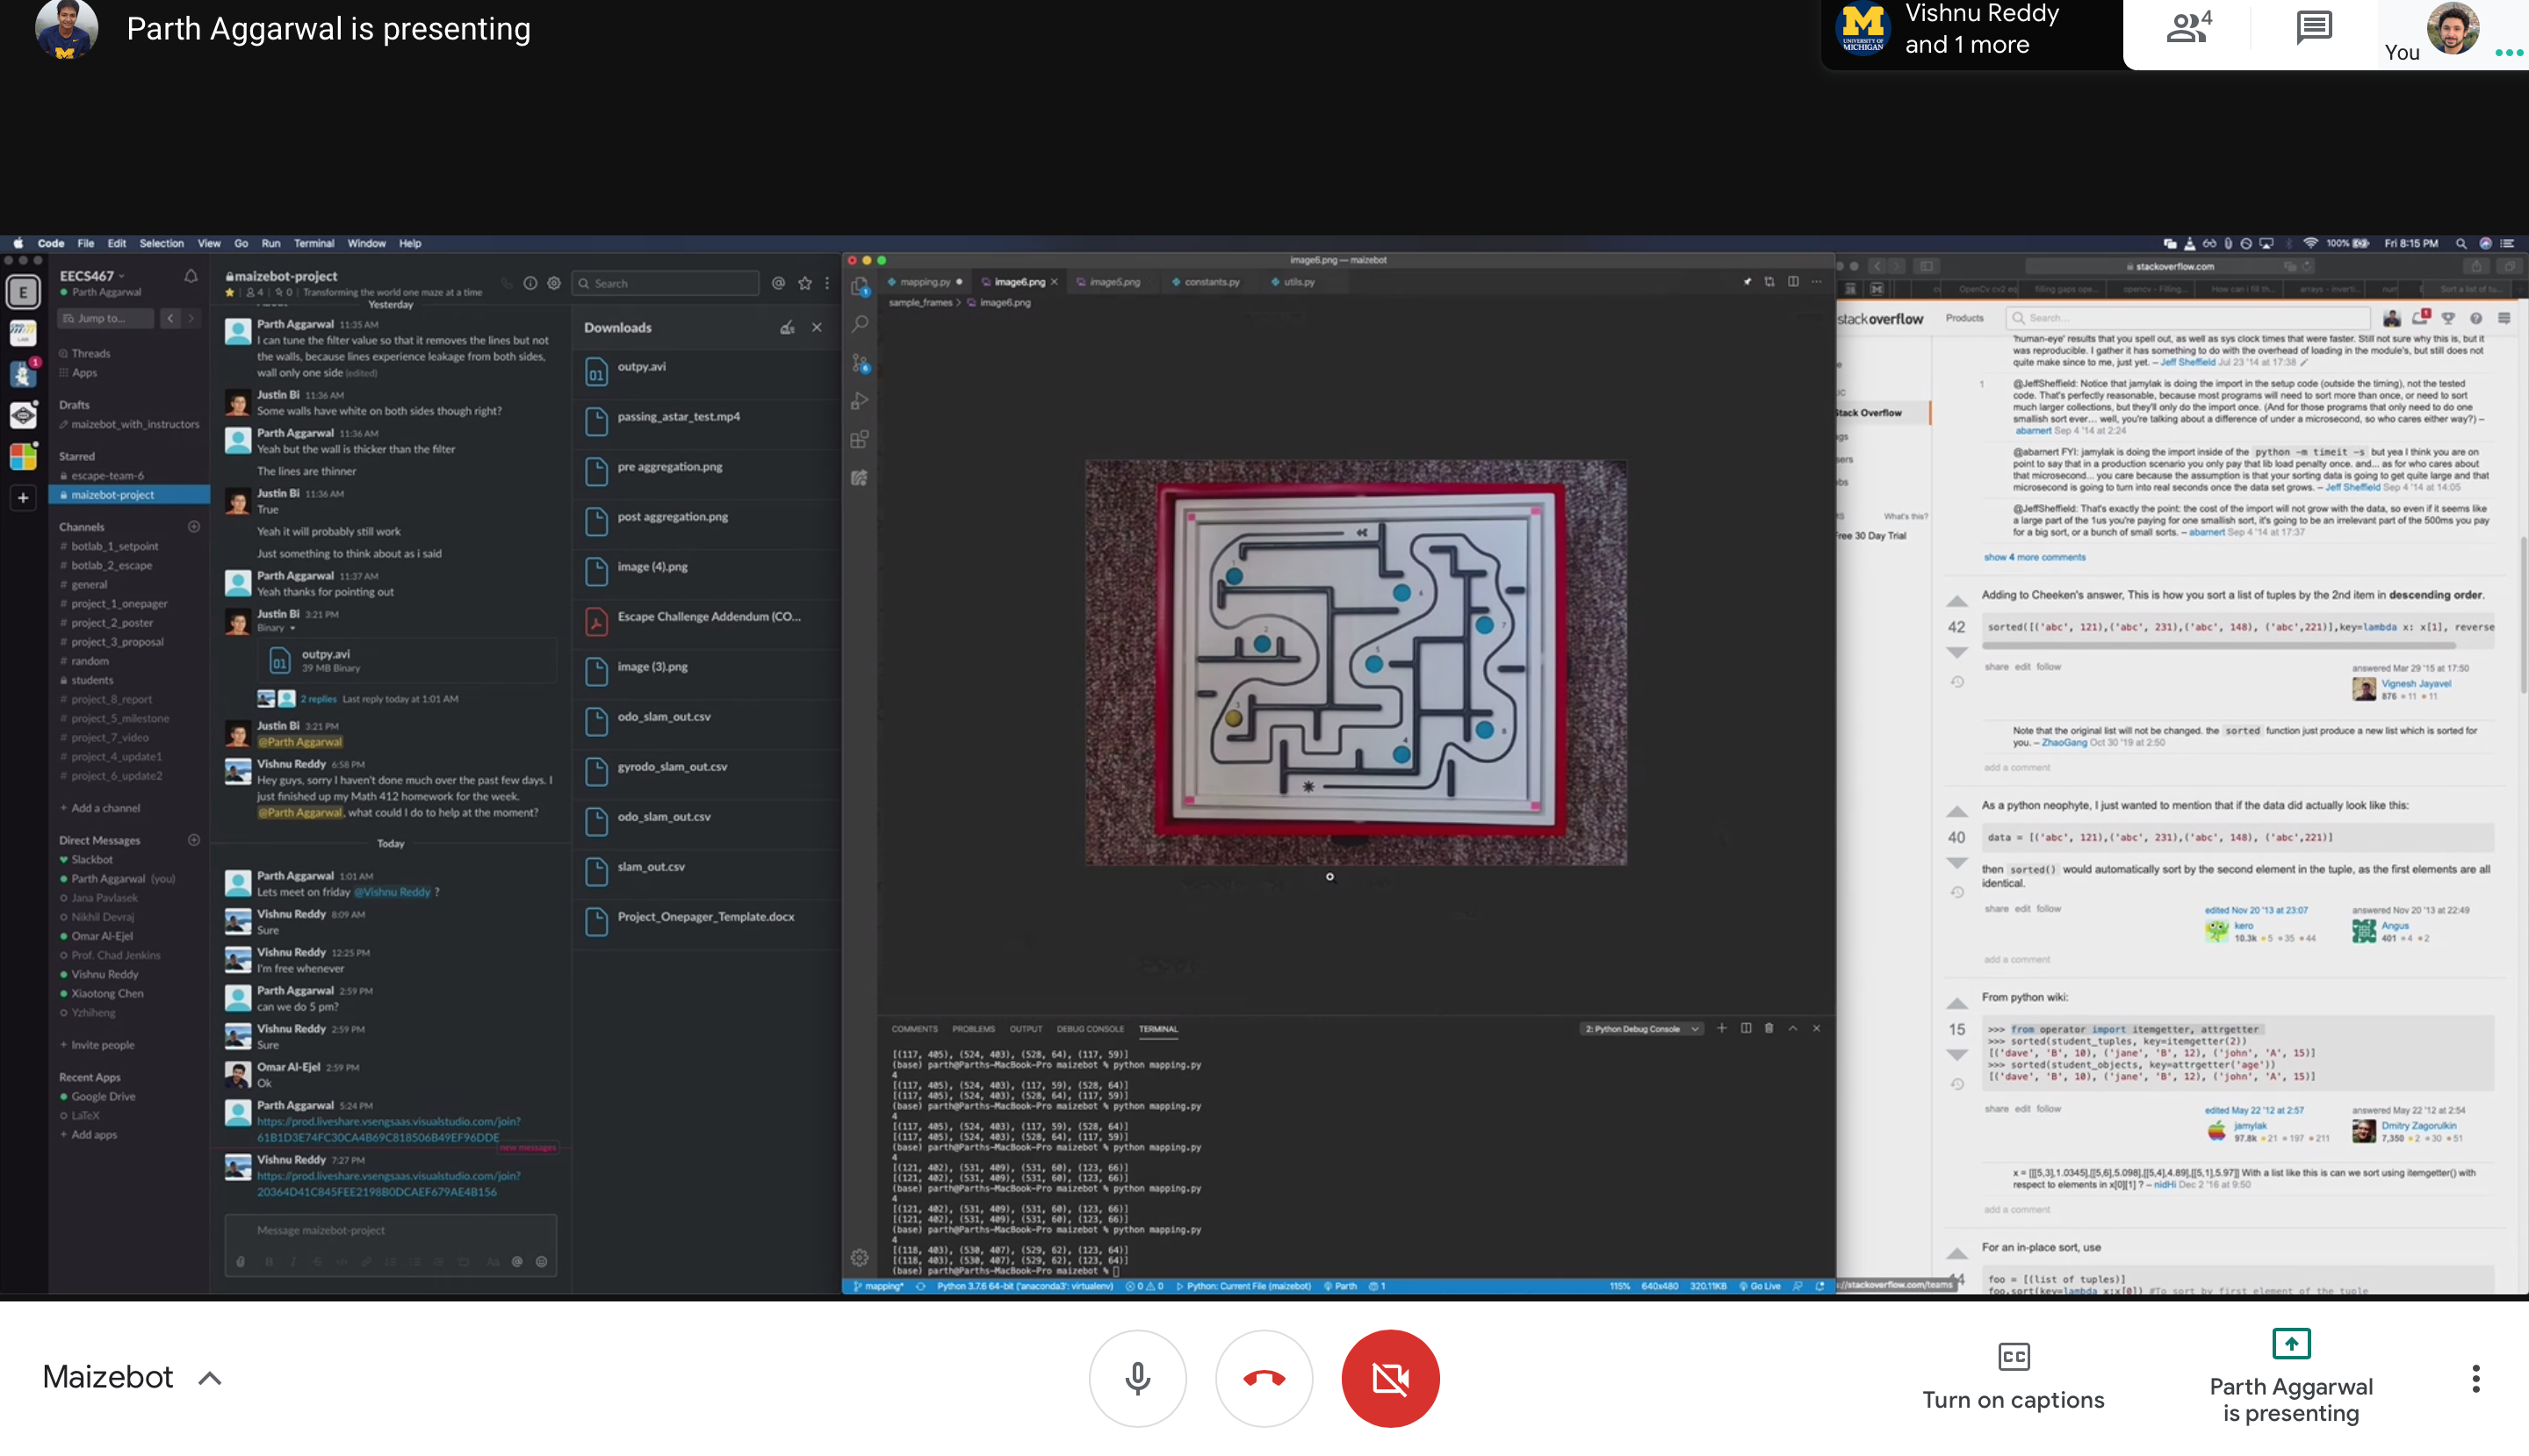 Parth Aggarwal is presenting
Vishnu Reddy
and 1 more
4
You
M
UNIVERSITY OF
MICHIGAN
Code File Edit Selection View Go Run Terminal Window Help
100% Fri 8:15 PM
EECS467
Parth Aggarwal
Jump to...
Threads
Apps
Drafts
maizebot_with_instructors
Starred
escape-team-6
maizebot-project
Channels
# botlab_1_setpoint
# botlab_2_escape
# general
# project_1_onepager
# project_2_poster
# project_3_proposal
# random
students
# project_8_report
# project_5_milestone
# project_7_video
# project_4_update1
# project_6_update2
+ Add a channel
Direct Messages
Slackbot
Parth Aggarwal (you)
Jana Pavlasek
Nikhil Devraj
Omar Al-Ejel
Prof. Chad Jenkins
Vishnu Reddy
Xiaotong Chen
Yzhiheng
+ Invite people
Recent Apps
Google Drive
LaTeX
+ Add apps
maizebot-project
4 | 0 | Transforming the world one maze at a time
Search
Yesterday
Parth Aggarwal 11:35 AM
I can tune the filter value so that it removes the lines but not
the walls, because lines experience leakage from both sides,
wall only one side (edited)
Justin Bi 11:36 AM
Some walls have white on both sides though right?
Parth Aggarwal 11:36 AM
Yeah but the wall is thicker than the filter
The lines are thinner
Justin Bi 11:36 AM
True
Yeah it will probably still work
Just something to think about as i said
Parth Aggarwal 11:37 AM
Yeah thanks for pointing out
Justin Bi 3:21 PM
Binary
outpy.avi
39 MB Binary
2 replies Last reply today at 1:01 AM
Justin Bi 3:21 PM
@Parth Aggarwal
Vishnu Reddy 6:58 PM
Hey guys, sorry I haven't done much over the past few days. I
just finished up my Math 412 homework for the week.
@Parth Aggarwal, what could I do to help at the moment?
Today
Parth Aggarwal 1:01 AM
Lets meet on friday @Vishnu Reddy ?
Vishnu Reddy 8:09 AM
Sure
Vishnu Reddy 12:25 PM
I'm free whenever
Parth Aggarwal 2:59 PM
can we do 5 pm?
Vishnu Reddy 2:59 PM
Sure
Omar Al-Ejel 2:59 PM
Ok
Parth Aggarwal 5:24 PM
https://prod.liveshare.vsengsaas.visualstudio.com/join?
61B1D3E74FC30CA4B69C818506B49EF96DDE
new messages
Vishnu Reddy 7:27 PM
https://prod.liveshare.vsengsaas.visualstudio.com/join?
20364D41C845FEE2198B0DCAEF679AE4B156
Message maizebot-project
Downloads
outpy.avi
passing_astar_test.mp4
pre aggregation.png
post aggregation.png
image (4).png
Escape Challenge Addendum (CO...
image (3).png
odo_slam_out.csv
gyrodo_slam_out.csv
odo_slam_out.csv
slam_out.csv
Project_Onepager_Template.docx
image6.png — maizebot
mapping.py image6.png image5.png constants.py utils.py
sample_frames > image6.png
COMMENTS PROBLEMS OUTPUT DEBUG CONSOLE TERMINAL
2: Python Debug Console
[(117, 405), (524, 403), (528, 64), (117, 59)]
(base) parth@Parths-MacBook-Pro maizebot % python mapping.py
4
[(117, 405), (524, 403), (117, 59), (528, 64)]
[(117, 405), (524, 403), (528, 64), (117, 59)]
(base) parth@Parths-MacBook-Pro maizebot % python mapping.py
4
[(117, 405), (524, 403), (117, 59), (528, 64)]
[(117, 405), (524, 403), (528, 64), (117, 59)]
(base) parth@Parths-MacBook-Pro maizebot % python mapping.py
4
[(121, 402), (531, 409), (531, 60), (123, 66)]
[(121, 402), (531, 409), (531, 60), (123, 66)]
(base) parth@Parths-MacBook-Pro maizebot % python mapping.py
4
[(121, 402), (531, 409), (531, 60), (123, 66)]
[(121, 402), (531, 409), (531, 60), (123, 66)]
(base) parth@Parths-MacBook-Pro maizebot % python mapping.py
4
[(118, 403), (530, 407), (529, 62), (123, 64)]
[(118, 403), (530, 407), (529, 62), (123, 64)]
(base) parth@Parths-MacBook-Pro maizebot %
mapping* Python 3.7.6 64-bit ('anaconda3': virtualenv) 0 0 Python: Current File (maizebot) Parth 1 115% 640x480 320.11KB Go Live
stackoverflow.com
OpenCv cv2 eq filling gaps ope... opencv - Filling... How can i fill th... arrays - inverti... Sort a list of tu...
stackoverflow Products Search...
Stack Overflow
What's this?
Free 30 Day Trial
'human-eye' results that you spell out, as well as sys clock times that were faster. Still not sure why this is, but it
was reproducible. I gather it has something to do with the overhead of loading in the module's, but still does not
quite make since to me, just yet. – Jeff Sheffield Jul 23 '14 at 17:38
1
@JeffSheffield: Notice that jamylak is doing the import in the setup code (outside the timing), not the tested
code. That's perfectly reasonable, because most programs will need to sort more than once, or need to sort
much larger collections, but they'll only do the import once. (And for those programs that only need to do one
smallish sort ever... well, you're talking about a difference of under a microsecond, so who cares either way?) –
abarnert Sep 4 '14 at 2:24
@abarnert FYI: jamylak is doing the import inside of the python -m timeit -s but yea I think you are on
point to say that in a production scenario you only pay that lib load penalty once. and... as for who cares about
that microsecond... you care because the assumption is that your sorting data is going to get quite large and that
microsecond is going to turn into real seconds once the data set grows. – Jeff Sheffield Sep 4 '14 at 14:05
@JeffSheffield: That's exactly the point: the cost of the import will not grow with the data, so even if it seems like
a large part of the 1us you're paying for one smallish sort, it's going to be an irrelevant part of the 500ms you pay
for a big sort, or a bunch of small sorts. – abarnert Sep 4 '14 at 17:37
show 4 more comments
Adding to Cheeken's answer, This is how you sort a list of tuples by the 2nd item in descending order.
42
sorted([('abc', 121),('abc', 231),('abc', 148), ('abc',221)],key=lambda x: x[1], reverse
share edit follow
answered Mar 29 '15 at 17:50
Vignesh Jayavel
876 11 11
Note that the original list will not be changed. the sorted function just produce a new list which is sorted for
you. – ZhaoGang Oct 30 '19 at 2:50
add a comment
As a python neophyte, I just wanted to mention that if the data did actually look like this:
40
data = [('abc', 121),('abc', 231),('abc', 148), ('abc',221)]
then sorted() would automatically sort by the second element in the tuple, as the first elements are all
identical.
share edit follow
edited Nov 20 '13 at 23:07
kero
10.3k 5 35 44
answered Nov 20 '13 at 22:49
Angus
401 4 2
add a comment
From python wiki:
15
>>> from operator import itemgetter, attrgetter
>>> sorted(student_tuples, key=itemgetter(2))
[('dave', 'B', 10), ('jane', 'B', 12), ('john', 'A', 15)]
>>> sorted(student_objects, key=attrgetter('age'))
[('dave', 'B', 10), ('jane', 'B', 12), ('john', 'A', 15)]
share edit follow
edited May 22 '12 at 2:57
jamylak
97.8k 21 197 211
answered May 22 '12 at 2:54
Dmitry Zagorulkin
7,350 2 30 51
x = [[[5,3],1.0345],[[5,6],5.098],[[5,4],4.89],[[5,1],5.97]] With a list like this is can we sort using itemgetter() with
respect to elements in x[0][1] ? – nidHi Dec 2 '16 at 9:50
add a comment
For an in-place sort, use
foo = [(list of tuples)]
foo.sort(key=lambda x:x[0]) #To sort by first element of the tuple
Maizebot
CC
Turn on captions
Parth Aggarwal
is presenting